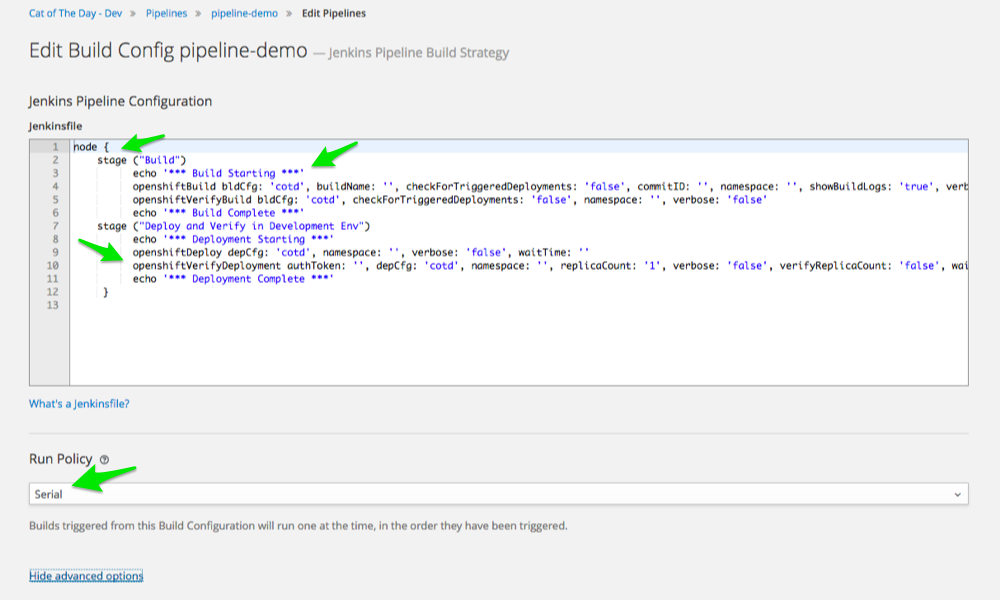 Cat of The Day - Dev » Pipelines » pipeline-demo » Edit Pipelines
Edit Build Config pipeline-demo — Jenkins Pipeline Build Strategy
Jenkins Pipeline Configuration
Jenkinsfile
1 node {
2 stage ("Build")
3 echo '*** Build Starting ***'
4 openshiftBuild bldCfg: 'cotd', buildName: '', checkForTriggeredDeployments: 'false', commitID: '', namespace: '', showBuildLogs: 'true', verb
5 openshiftVerifyBuild bldCfg: 'cotd', checkForTriggeredDeployments: 'false', namespace: '', verbose: 'false'
6 echo '*** Build Complete ***'
7 stage ("Deploy and Verify in Development Env")
8 echo '*** Deployment Starting ***'
9 openshiftDeploy depCfg: 'cotd', namespace: '', verbose: 'false', waitTime: ''
10 openshiftVerifyDeployment authToken: '', depCfg: 'cotd', namespace: '', replicaCount: '1', verbose: 'false', verifyReplicaCount: 'false', wai
11 echo '*** Deployment Complete ***'
12 }
13
What's a Jenkinsfile?
Run Policy
Serial
Builds triggered from this Build Configuration will run one at the time, in the order they have been triggered.
Hide advanced options